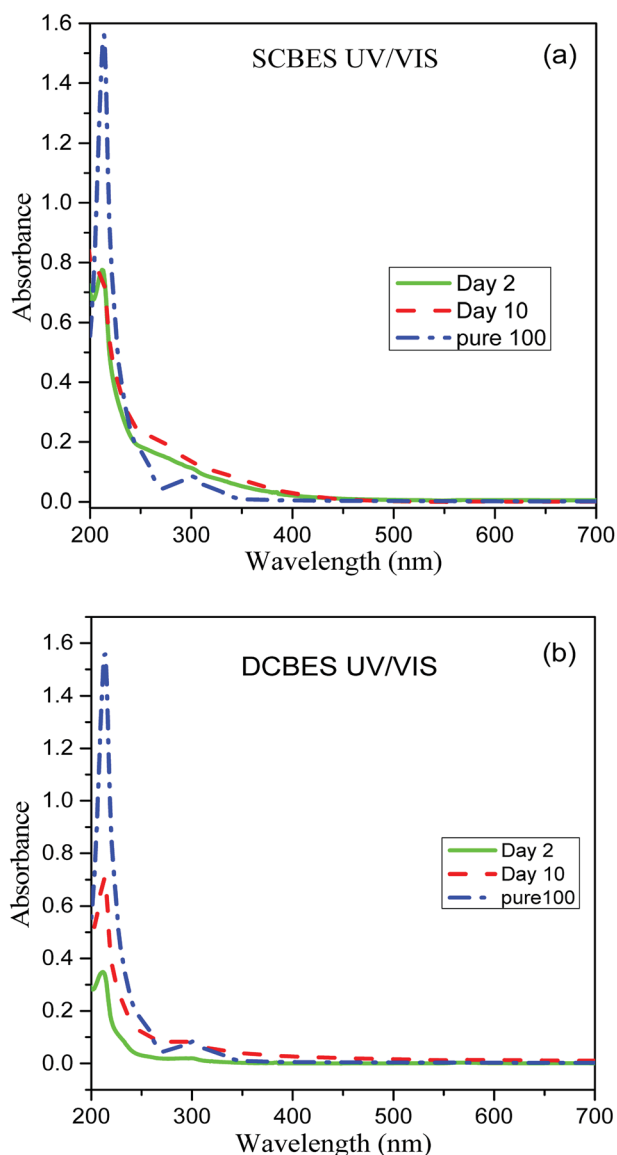 SCBES UV/VIS
(a)
1.6
1.4
1.2
1.0
0.8
0.6
0.4
0.2
0.0
Absorbance
Day 2
Day 10
pure 100
200 300 400 500 600 700
Wavelength (nm)
DCBES UV/VIS
(b)
1.6
1.4
1.2
1.0
0.8
0.6
0.4
0.2
0.0
Absorbance
Day 2
Day 10
pure100
200 300 400 500 600 700
Wavelength (nm)